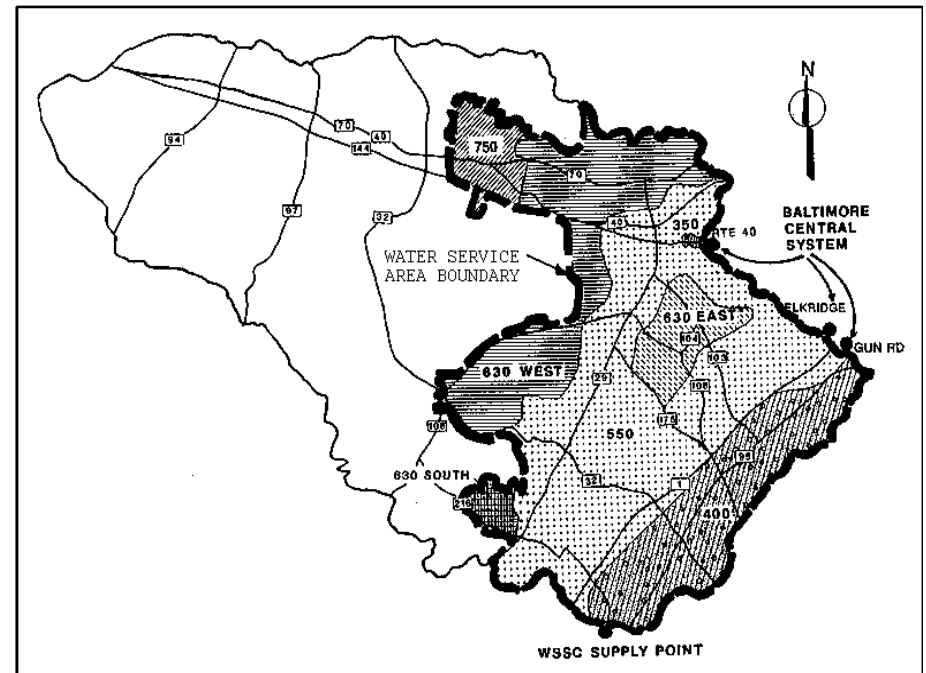 N
94
70
40
144
750
70
97
32
40
350
RTE 40
BALTIMORE
CENTRAL
SYSTEM
WATER SERVICE
AREA BOUNDARY
ELKRIDGE
630 EAST
104
GUN RD
103
630 WEST
29
108
108
175
550
95
630 SOUTH
32
1
216
400
WSSC SUPPLY POINT